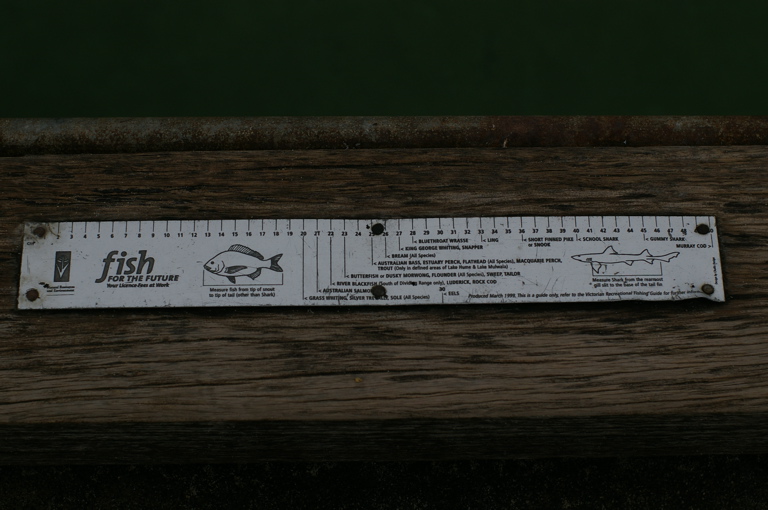 3 4 5 6 7 8 9 10 11 12 13 14 15 16 17 18 19 20 21 22 23 24 27 28 29 30 31 32 33 34 35 36 37 38 39 40 41 42 43 44 45 46 47 48
fish
FOR THE FUTURE
Your Licence Fees at Work
Measure fish from tip of snout
to tip of tail (other than Shark)
BLUETHROAT WRASSE
LING
SHORT FINNED PIKE
or SNOOK
SCHOOL SHARK
GUMMY SHARK
MURRAY COD
KING GEORGE WHITING, SNAPPER
BREAM (All Species)
AUSTRALIAN BASS, ESTUARY PERCH, FLATHEAD (All Species), MACQUARIE PERCH,
TROUT (Only in defined areas of Lake Hume & Lake Mulwala)
BUTTERFISH or DUSKY MORWONG, FLOUNDER (All Species), SWEEP, TAILOR
RIVER BLACKFISH (South of Dividing Range only), LUDERICK, ROCK COD
AUSTRALIAN SALMON
GRASS WHITING, SILVER TREVALLY, SOLE (All Species)
30
EELS
Measure Shark from the rearmost
gill slit to the base of the tail fin
Produced March 1999. This is a guide only, refer to the Victorian Recreational Fishing Guide for further